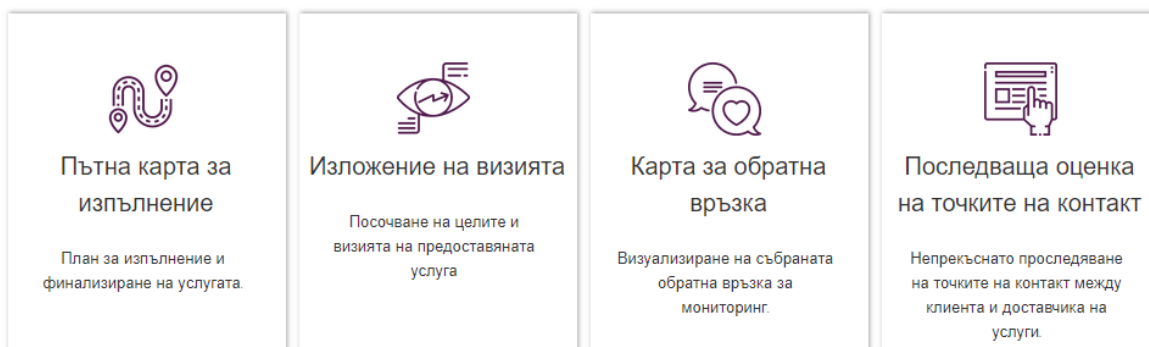 Пътна карта за
изпълнение
План за изпълнение и
финализиране на услугата.
Изложение на визията
Посочване на целите и
визията на предоставяната
услуга
Карта за обратна
връзка
Визуализиране на събраната
обратна връзка за
мониторинг.
Последваща оценка
на точките на контакт
Непрекъснато проследяване
на точките на контакт между
клиента и доставчика на
услуги.